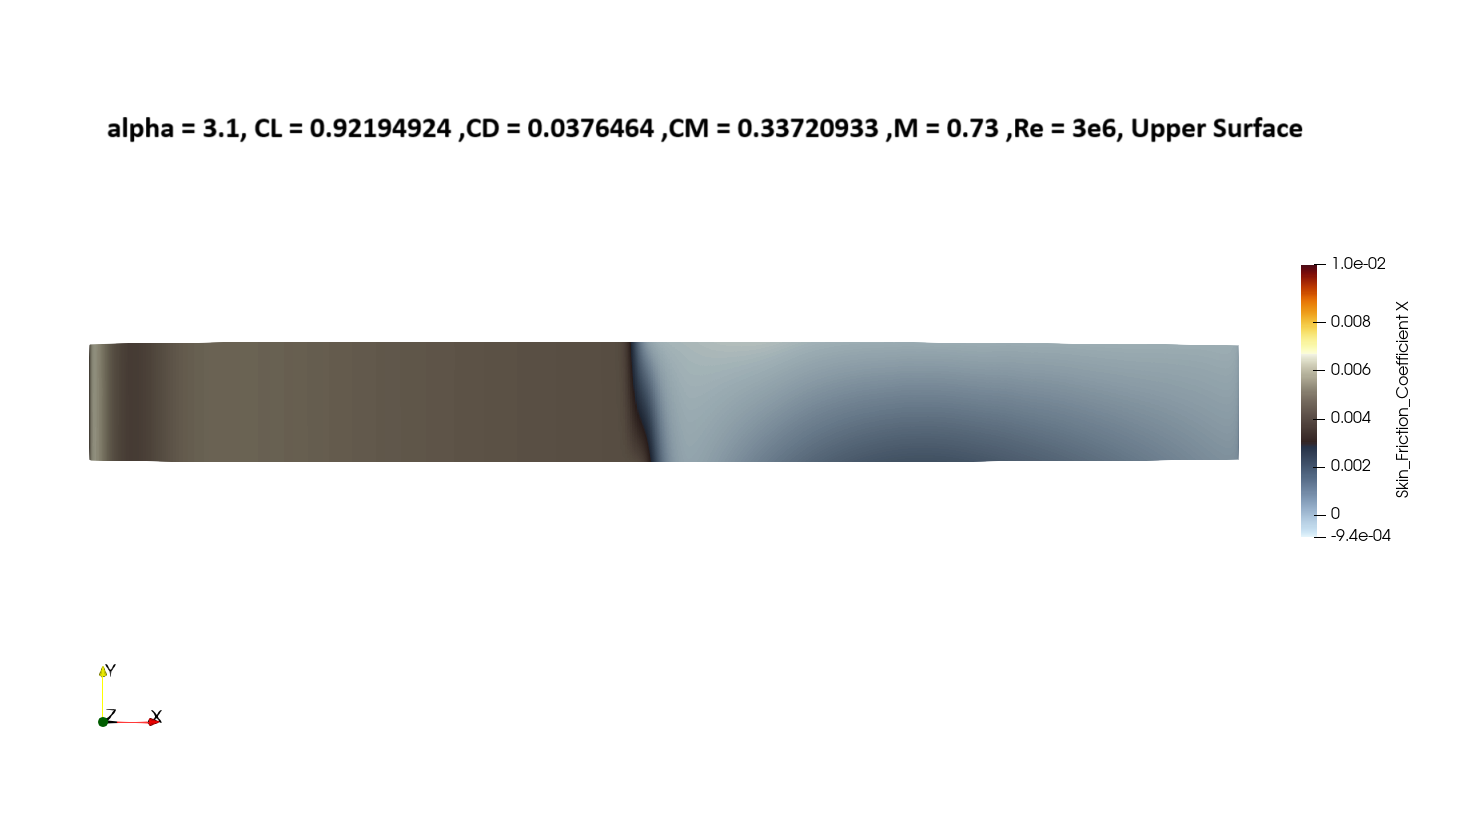 alpha = 3.1, CL = 0.92194924 ,CD = 0.0376464 ,CM = 0.33720933 ,M = 0.73 ,Re = 3e6, Upper Surface
1.0e-02
0.008
0.006
0.004
0.002
0
-9.4e-04
Skin_Friction_Coefficient X
Y
Z
X